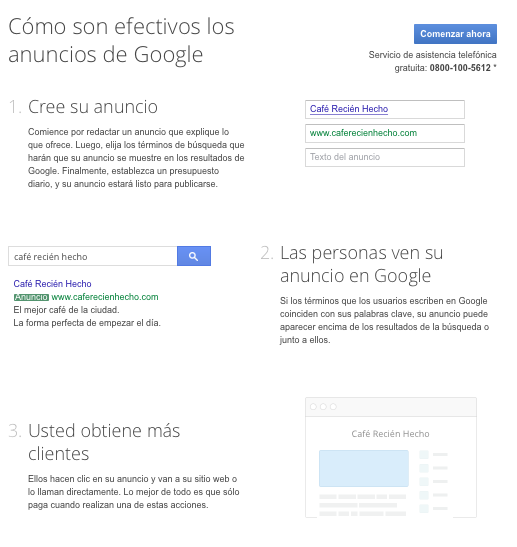 Cómo son efectivos los
anuncios de Google
Comenzar ahora
Servicio de asistencia telefónica
gratuita: 0800-100-5612 *
1. Cree su anuncio
Comience por redactar un anuncio que explique lo
que ofrece. Luego, elija los términos de búsqueda que
harán que su anuncio se muestre en los resultados de
Google. Finalmente, establezca un presupuesto
diario, y su anuncio estará listo para publicarse.
Café Recién Hecho
www.caferecienhecho.com
Texto del anuncio
café recién hecho
Café Recién Hecho
Anuncio www.caferecienhecho.com
El mejor café de la ciudad.
La forma perfecta de empezar el día.
2. Las personas ven su
anuncio en Google
Si los términos que los usuarios escriben en Google
coinciden con sus palabras clave, su anuncio puede
aparecer encima de los resultados de la búsqueda o
junto a ellos.
3. Usted obtiene más
clientes
Ellos hacen clic en su anuncio y van a su sitio web o
lo llaman directamente. Lo mejor de todo es que sólo
paga cuando realizan una de estas acciones.
Café Recién Hecho